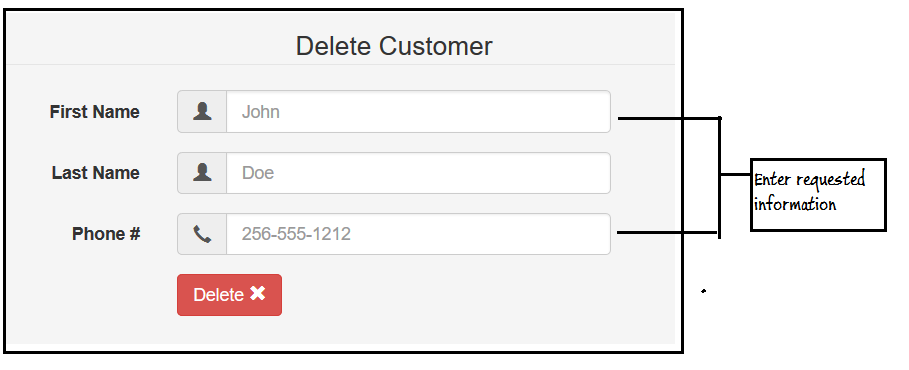 Delete Customer
First Name
John
Last Name
Doe
Phone #
256-555-1212
Delete
Enter requested
information